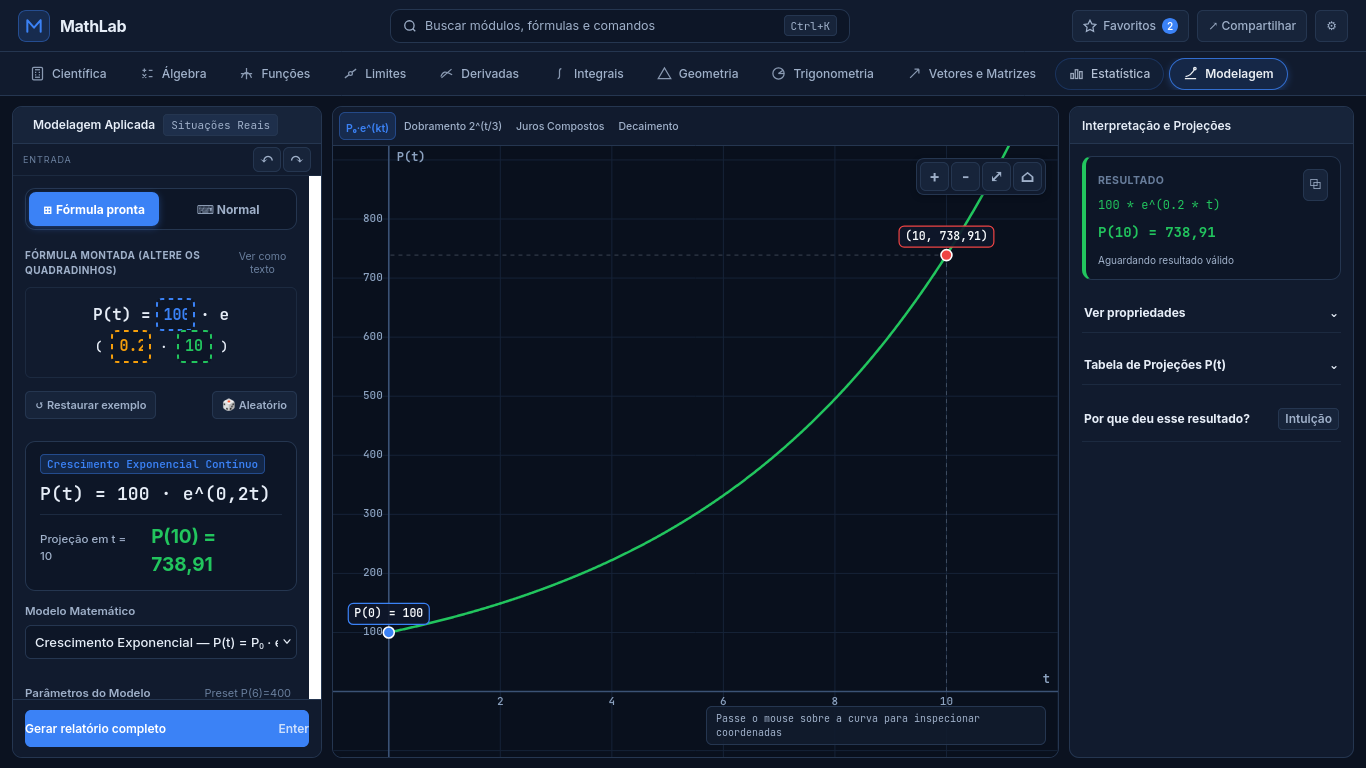 MathLab
Buscar módulos, fórmulas e comandos
Ctrl+K
Favoritos 2
Compartilhar
Científica
Álgebra
Funções
Limites
Derivadas
Integrais
Geometria
Trigonometria
Vetores e Matrizes
Estatística
Modelagem
Modelagem Aplicada
Situações Reais
ENTRADA
Fórmula pronta
Normal
FÓRMULA MONTADA (ALTERE OS
QUADRADINHOS)
Ver como
texto
P(t) = 100 · e
( 0.2 · 10 )
↺ Restaurar exemplo
Aleatório
Crescimento Exponencial Contínuo
P(t) = 100 · e^(0,2t)
Projeção em t =
10
P(10) =
738,91
Modelo Matemático
Crescimento Exponencial — P(t) = P₀ · e
Parâmetros do Modelo
Preset P(6)=400
Gerar relatório completo
Enter
P₀·e^(kt)
Dobramento 2^(t/3)
Juros Compostos
Decaimento
P(t)
+
-
(10, 738,91)
800
700
600
500
400
300
200
100
P(0) = 100
t
2
4
6
8
10
Passe o mouse sobre a curva para inspecionar
coordenadas
Interpretação e Projeções
RESULTADO
100 * e^(0.2 * t)
P(10) = 738,91
Aguardando resultado válido
Ver propriedades
Tabela de Projeções P(t)
Por que deu esse resultado?
Intuição